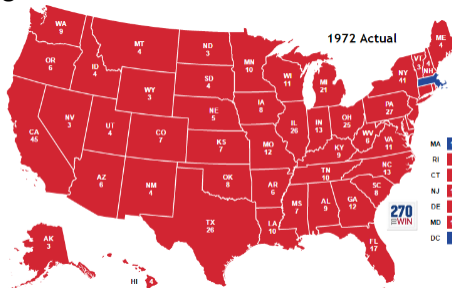 1972 Actual
WA
9
OR
6
CA
45
NV
3
ID
4
MT
4
WY
3
UT
4
AZ
6
CO
7
NM
4
ND
3
SD
4
NE
5
KS
7
OK
8
TX
26
MN
10
IA
8
MO
12
AR
6
LA
10
WI
11
IL
26
MI
21
IN
13
OH
25
KY
9
TN
10
MS
7
AL
9
GA
12
FL
17
SC
8
NC
13
VA
11
WV
6
PA
27
NY
41
VT
3
NH
4
ME
4
AK
3
HI
4
270
WIN
MA
RI
CT
NJ
DE
MD
DC